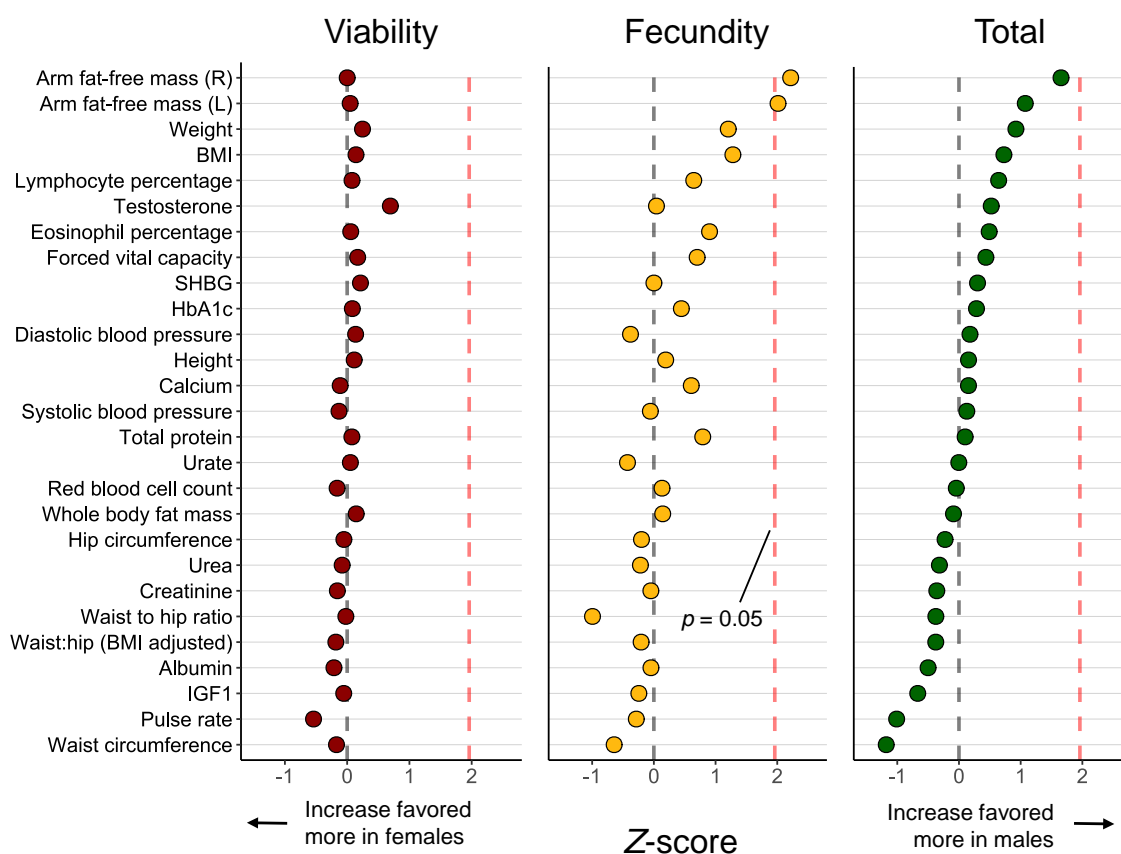 Viability
Fecundity
Total
Arm fat-free mass (R)
Arm fat-free mass (L)
Weight
BMI
Lymphocyte percentage
Testosterone
Eosinophil percentage
Forced vital capacity
SHBG
HbA1c
Diastolic blood pressure
Height
Calcium
Systolic blood pressure
Total protein
Urate
Red blood cell count
Whole body fat mass
Hip circumference
Urea
Creatinine
Waist to hip ratio
Waist:hip (BMI adjusted)
Albumin
IGF1
Pulse rate
Waist circumference
p = 0.05
-1 0 1 2
-1 0 1 2
-1 0 1 2
Increase favored
more in females
Z-score
Increase favored
more in males